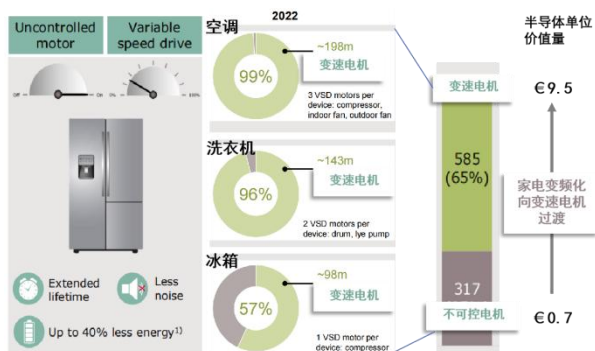 Uncontrolled
motor
Variable
speed drive
Off
On
0%
100%
Extended
lifetime
Less
noise
Up to 40% less energy1)
2022
空调
99%
~198m
变速电机
3 VSD motors per
device: compressor,
indoor fan, outdoor fan
洗衣机
96%
~143m
变速电机
2 VSD motors per
device: drum, lye pump
冰箱
57%
~98m
变速电机
1 VSD motor per
device: compressor
变速电机
585
(65%)
317
不可控电机
半导体单位
价值量
€9.5
家电变频化
向变速电机
过渡
€0.7